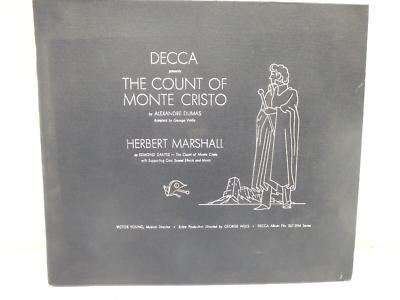 DECCA
presents
THE COUNT OF
MONTE CRISTO
by ALEXANDRE DUMAS
Adapted by George Wells
HERBERT MARSHALL
as EDMOND DANTES — The Count of Monte Cristo
with Supporting Cast, Sound Effects and Music
VICTOR YOUNG, Musical Director • Entire Production Directed by GEORGE WELLS • DECCA Album No.